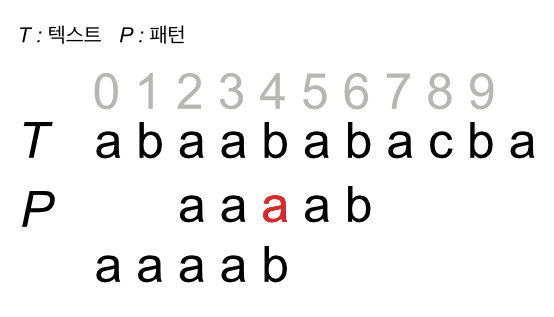 T : 텍스트 P : 패턴
0 1 2 3 4 5 6 7 8 9
T a b a a b a b a c b a
P a a a a b
a a a a b